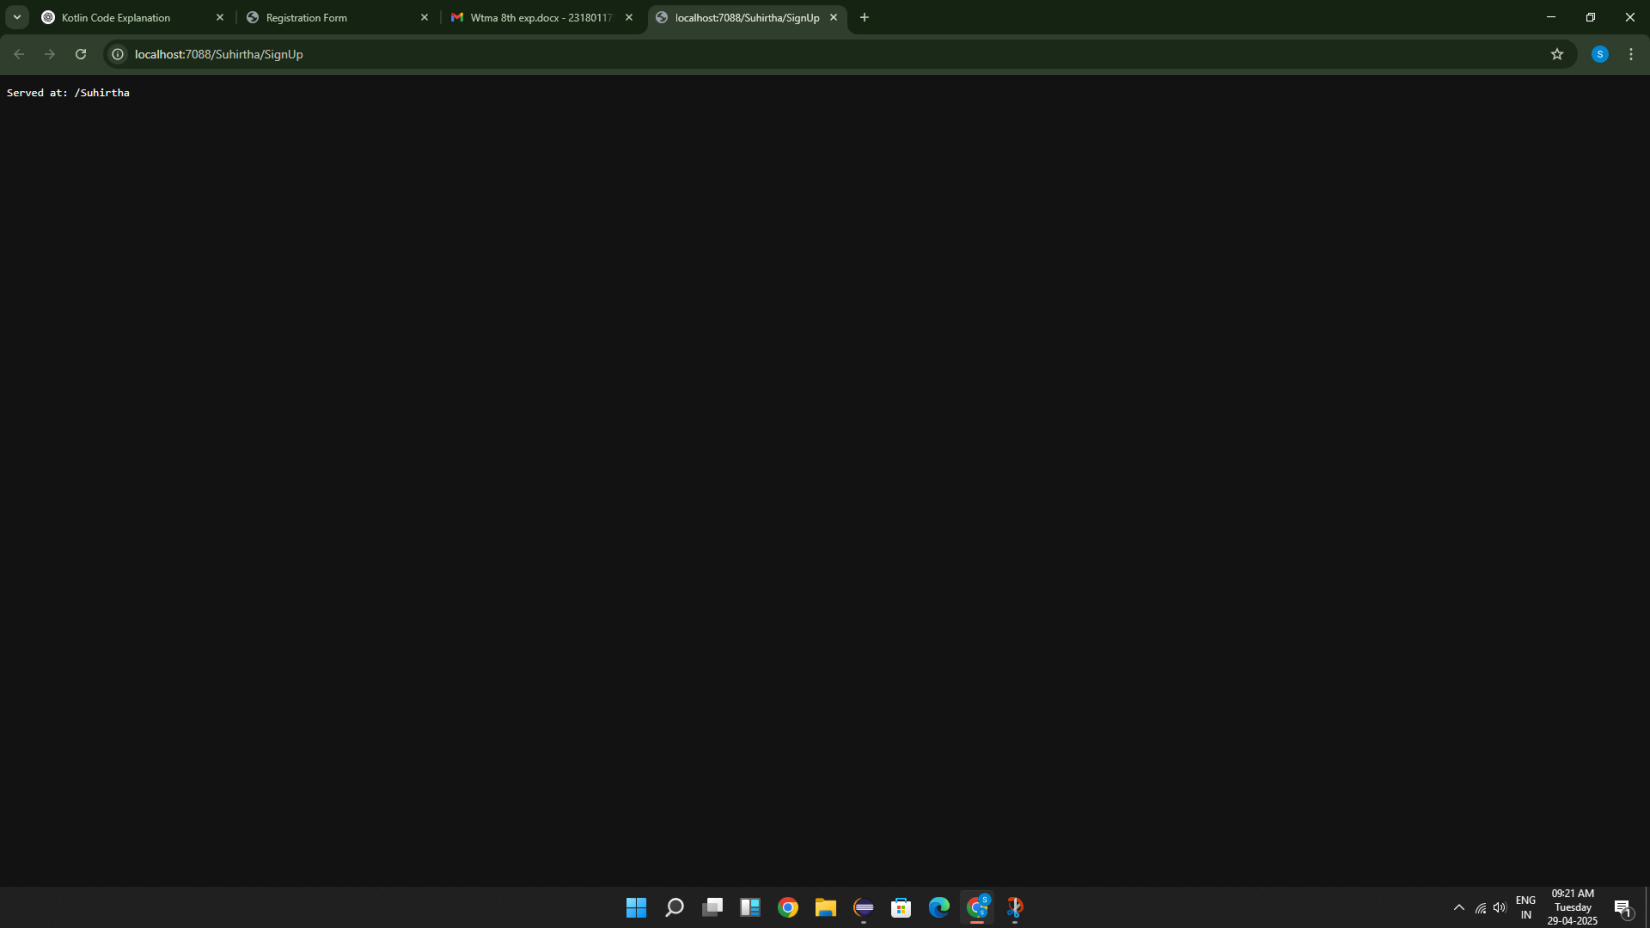 Kotlin Code Explanation
Registration Form
Wtma 8th exp.docx - 23180117
localhost:7088/Suhirtha/SignUp
localhost:7088/Suhirtha/SignUp
S
Served at: /Suhirtha
S
ENG
IN
09:21 AM
Tuesday
29-04-2025
1